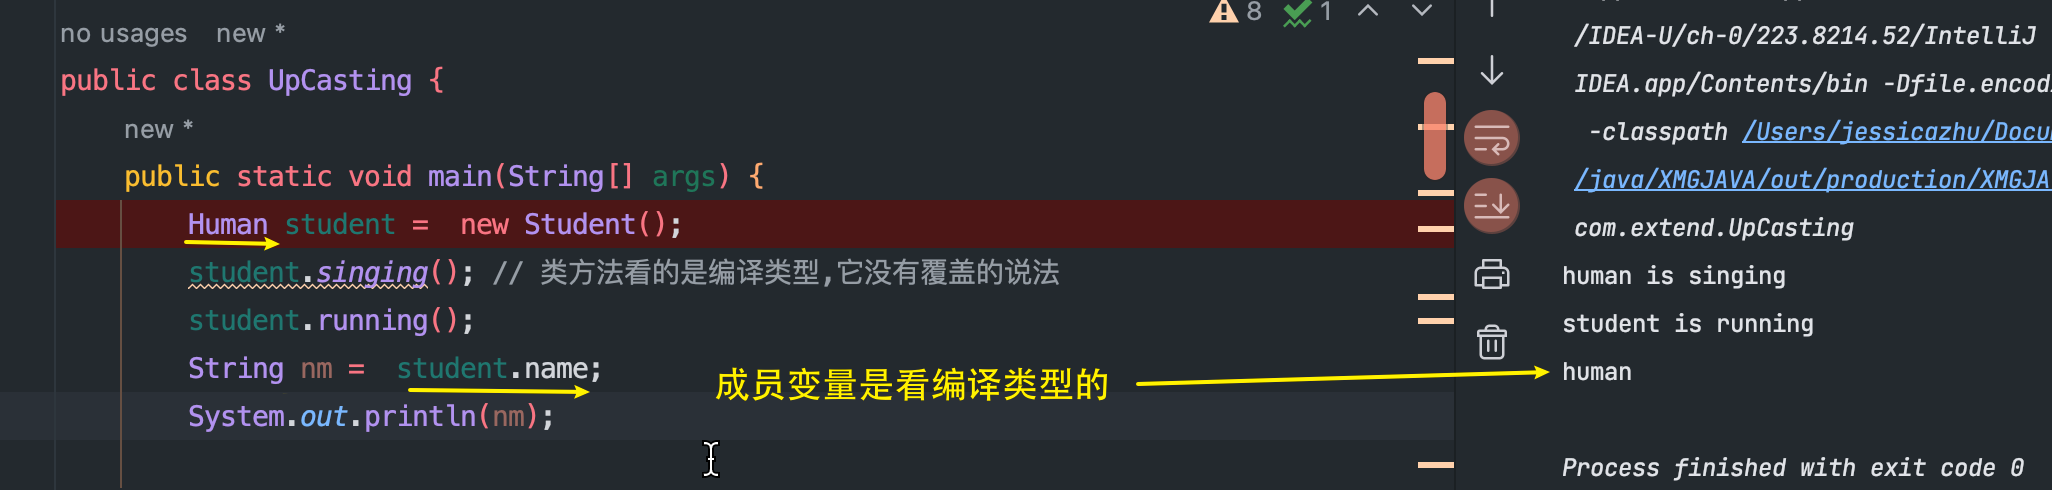 no usages new *
8 1
public class UpCasting {
new *
public static void main(String[] args) {
Human student = new Student();
student.singing(); // 类方法看的是编译类型,它没有覆盖的说法
student.running();
String nm = student.name;
成员变量是看编译类型的
System.out.println(nm);
/IDEA-U/ch-0/223.8214.52/IntelliJ
IDEA.app/Contents/bin -Dfile.encod
-classpath /Users/jessicazhu/Docu
/java/XMGJAVA/out/production/XMGJA
com.extend.UpCasting
human is singing
student is running
human
Process finished with exit code 0